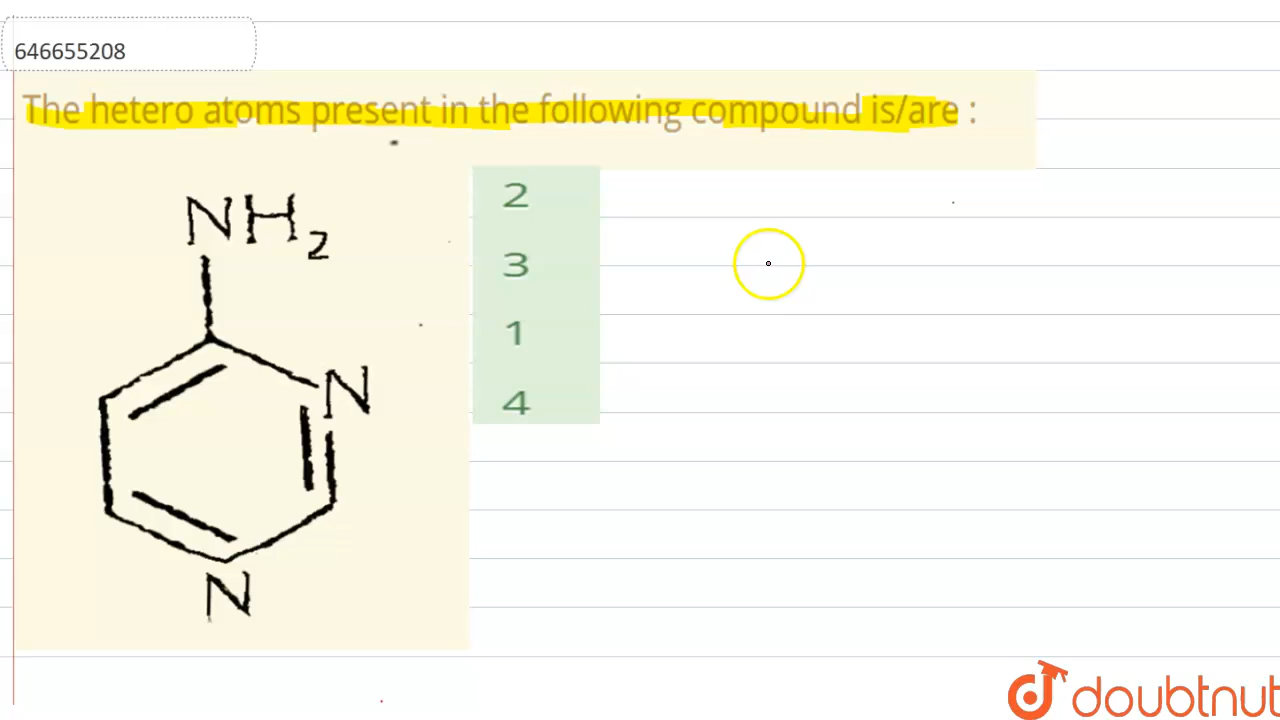 646655208
The hetero atoms present in the following compound is/are :
NH2
N
N
2
3
1
4
doubtnut